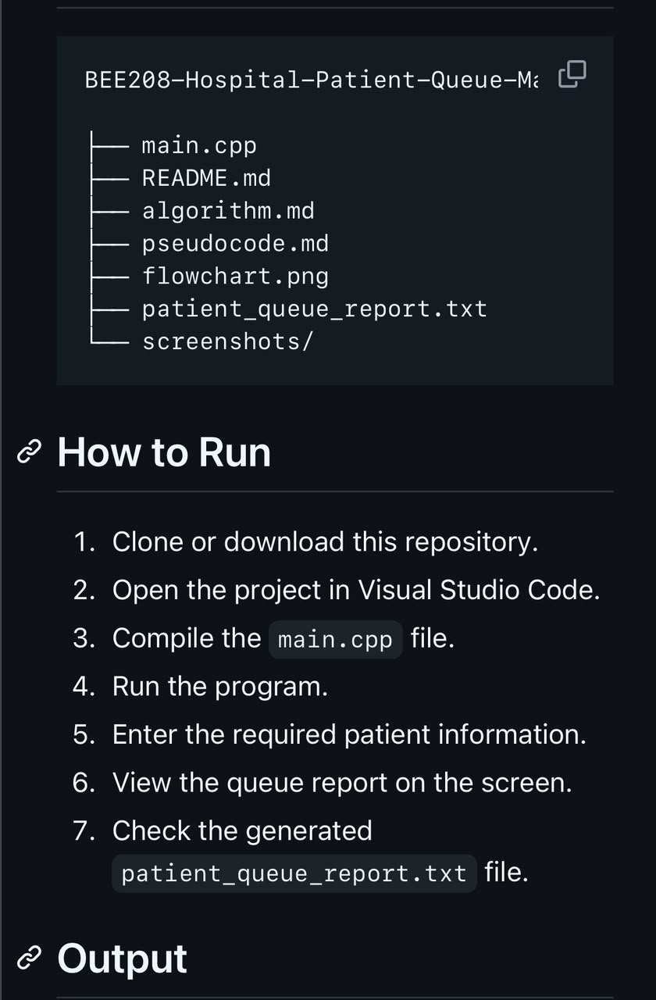 BEE208-Hospital-Patient-Queue-Ma
├── main.cpp
├── README.md
├── algorithm.md
├── pseudocode.md
├── flowchart.png
├── patient_queue_report.txt
└── screenshots/
How to Run
1. Clone or download this repository.
2. Open the project in Visual Studio Code.
3. Compile the main.cpp file.
4. Run the program.
5. Enter the required patient information.
6. View the queue report on the screen.
7. Check the generated
patient_queue_report.txt file.
Output